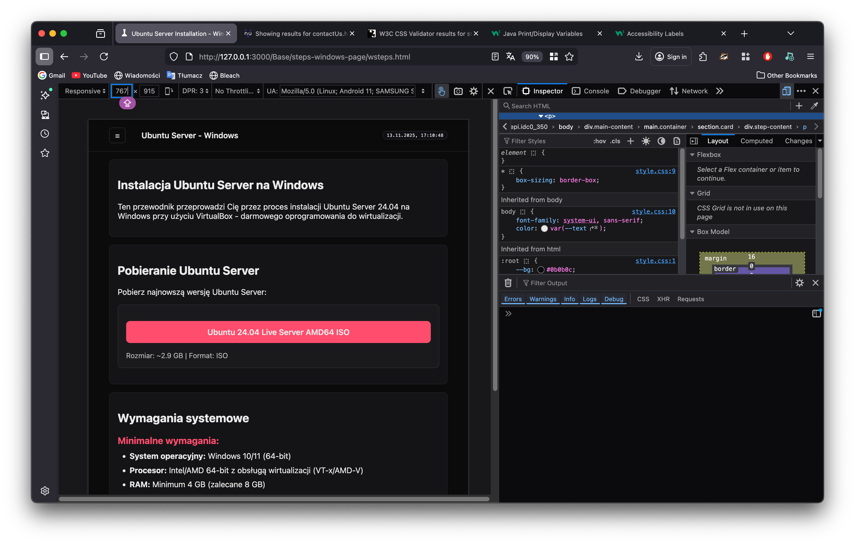 Ubuntu Server Installation - Win
Showing results for contactUs.h
W3C CSS Validator results for s
Java Print/Display Variables
Accessibility Labels
http://127.0.0.1:3000/Base/steps-windows-page/wsteps.html
90%
Sign in
Gmail
YouTube
Wiadomości
Tłumacz
Bleach
Other Bookmarks
Responsive
767 × 915
DPR: 3
No Throttli...
UA: Mozilla/5.0 (Linux; Android 11; SAMSUNG S
Inspector
Console
Debugger
Network
Search HTML
<p>
api.idc0_350 > body > div.main-content > main.container > section.card > div.step-content > p
Filter Styles
:hov .cls
Layout
Computed
Changes
element {
}
* {
style.css:9
box-sizing: border-box;
}
Inherited from body
body {
style.css:18
font-family: system-ui, sans-serif;
color: var(--text);
}
Inherited from html
:root {
style.css:1
--bg: #0b0b0c;
Flexbox
Select a Flex container or item to
continue.
Grid
CSS Grid is not in use on this
page
Box Model
margin
16
border
0
Filter Output
Errors
Warnings
Info
Logs
Debug
CSS
XHR
Requests
Ubuntu Server - Windows
13.11.2025, 17:10:48
Instalacja Ubuntu Server na Windows
Ten przewodnik przeprowadzi Cię przez proces instalacji Ubuntu Server 24.04 na
Windows przy użyciu VirtualBox - darmowego oprogramowania do wirtualizacji.
Pobieranie Ubuntu Server
Pobierz najnowszą wersję Ubuntu Server:
Ubuntu 24.04 Live Server AMD64 ISO
Rozmiar: ~2.9 GB | Format: ISO
Wymagania systemowe
Minimalne wymagania:
• System operacyjny: Windows 10/11 (64-bit)
• Procesor: Intel/AMD 64-bit z obsługą wirtualizacji (VT-x/AMD-V)
• RAM: Minimum 4 GB (zalecane 8 GB)